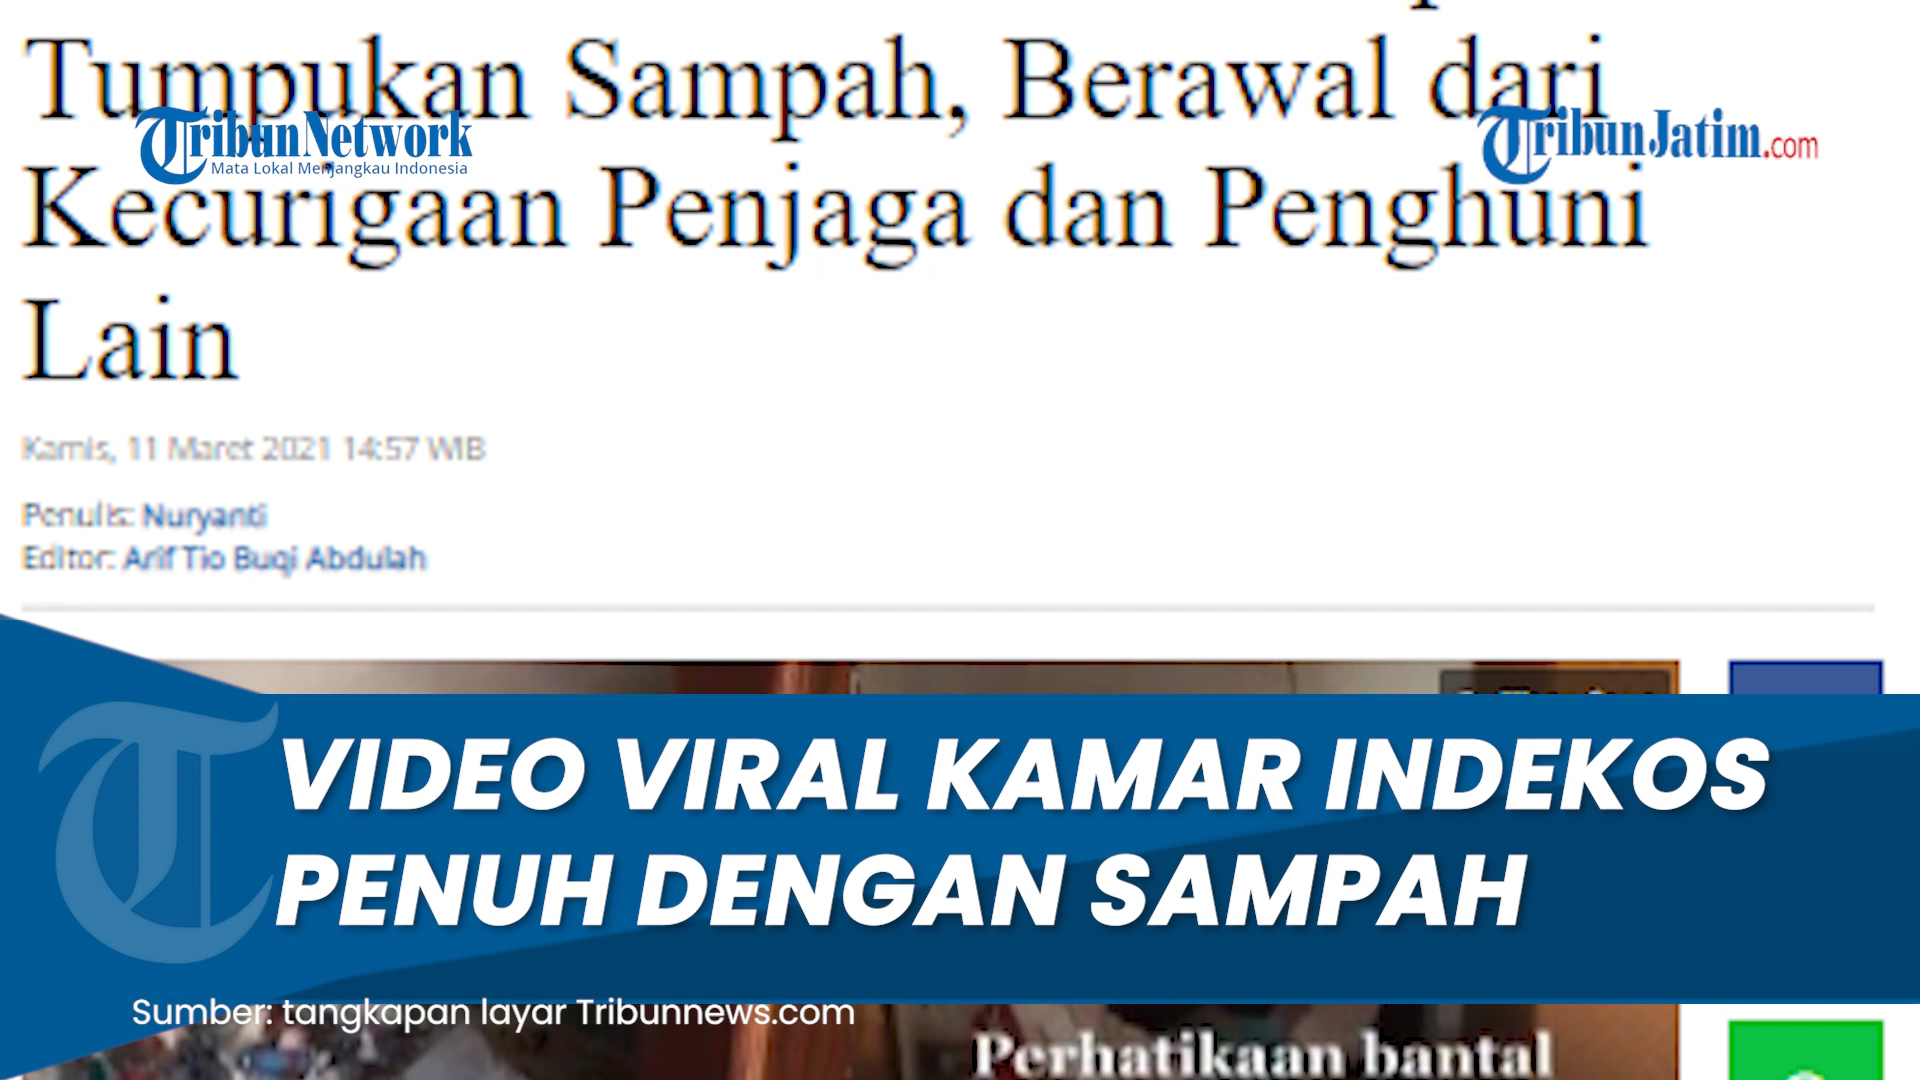 Tumpukan Sampah, Berawal dari
TribunNetwork
Mata Lokal Menjangkau Indonesia
TribunJatim.com
Kecurigaan Penjaga dan Penghuni
Lain
Kamis, 11 Maret 2021 14:57 WIB
Penulis: Nuryanti
Editor: Arif Tio Buqi Abdulah
VIDEO VIRAL KAMAR INDEKOS
PENUH DENGAN SAMPAH
Sumber: tangkapan layar Tribunnews.com
Perhatikaan bantal